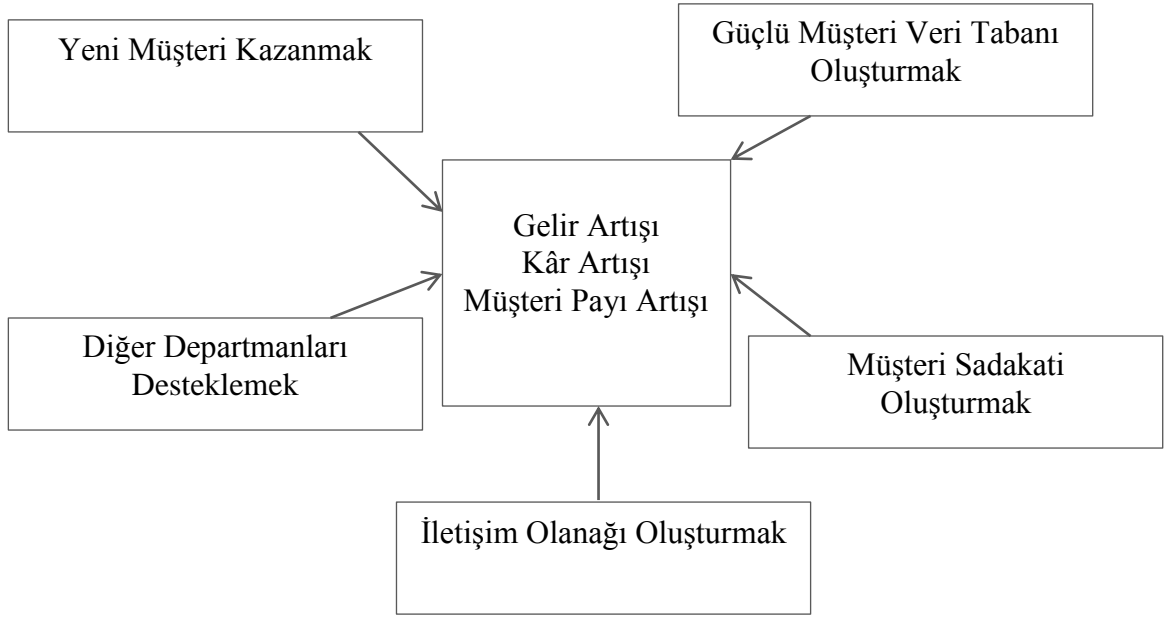 Yeni Müşteri Kazanmak
Güçlü Müşteri Veri Tabanı
Oluşturmak
Gelir Artışı
Kâr Artışı
Müşteri Payı Artışı
Diğer Departmanları
Desteklemek
Müşteri Sadakati
Oluşturmak
İletişim Olanağı Oluşturmak